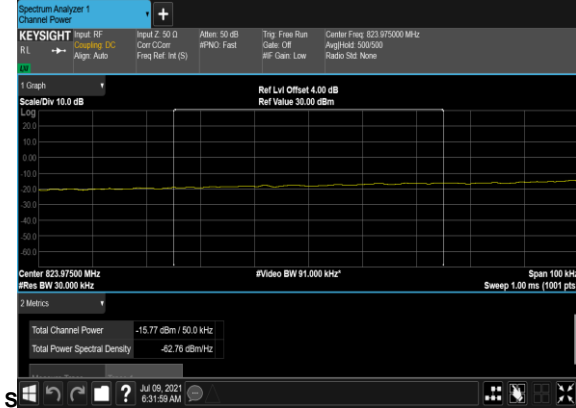 Spectrum Analyzer 1
Channel Power
KEYSIGHT Input: RF Input Z: 50 Ω Atten: 50 dB Trig: Free Run Center Freq: 823.975000 MHz
RL Coupling: DC Corr CCorr #PNO: Fast Gate: Off Avg|Hold: 500/500
Align: Auto Freq Ref: Int (S) #IF Gain: Low Radio Std: None
1 Graph
Ref Lvl Offset 4.00 dB
Scale/Div 10.0 dB Ref Value 30.00 dBm
Log
20.0
10.0
0.00
-10.0
-20.0
-30.0
-40.0
-50.0
-60.0
Center 823.97500 MHz #Video BW 91.000 kHz* Span 100 kHz
#Res BW 30.000 kHz Sweep 1.00 ms (1001 pts
2 Metrics
Total Channel Power -15.77 dBm / 50.0 kHz
Total Power Spectral Density -62.76 dBm/Hz
S
? Jul 09, 2021
6:31:59 AM